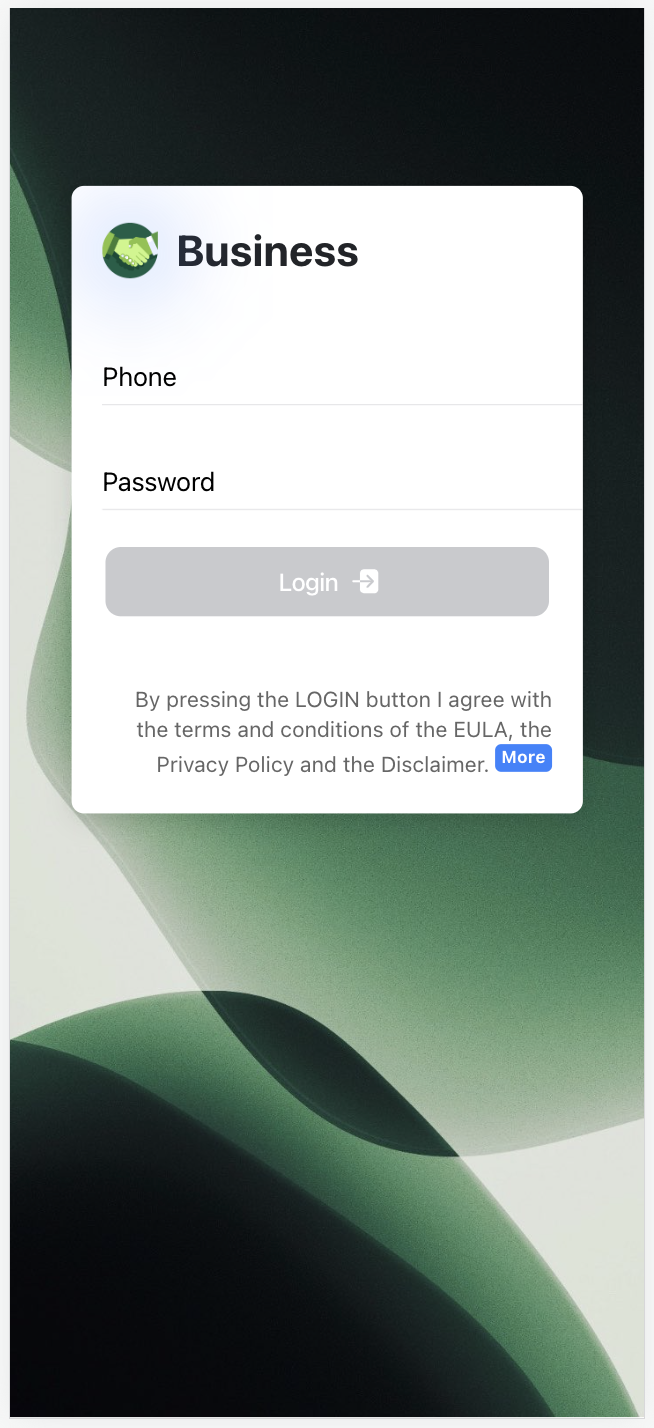 Business
Phone
Password
Login
By pressing the LOGIN button I agree with
the terms and conditions of the EULA, the
Privacy Policy and the Disclaimer. More